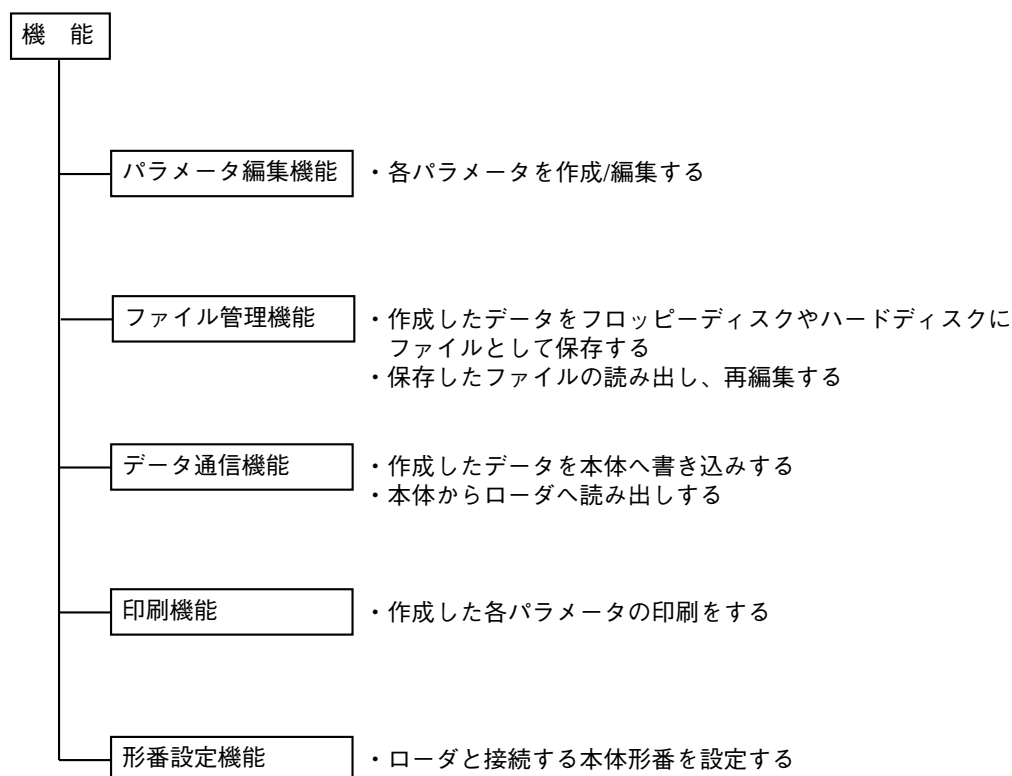 機　能
パラメータ編集機能
・各パラメータを作成/編集する
ファイル管理機能
・作成したデータをフロッピーディスクやハードディスクに
ファイルとして保存する
・保存したファイルの読み出し、再編集する
データ通信機能
・作成したデータを本体へ書き込みする
・本体からローダへ読み出しする
印刷機能
・作成した各パラメータの印刷をする
形番設定機能
・ローダと接続する本体形番を設定する